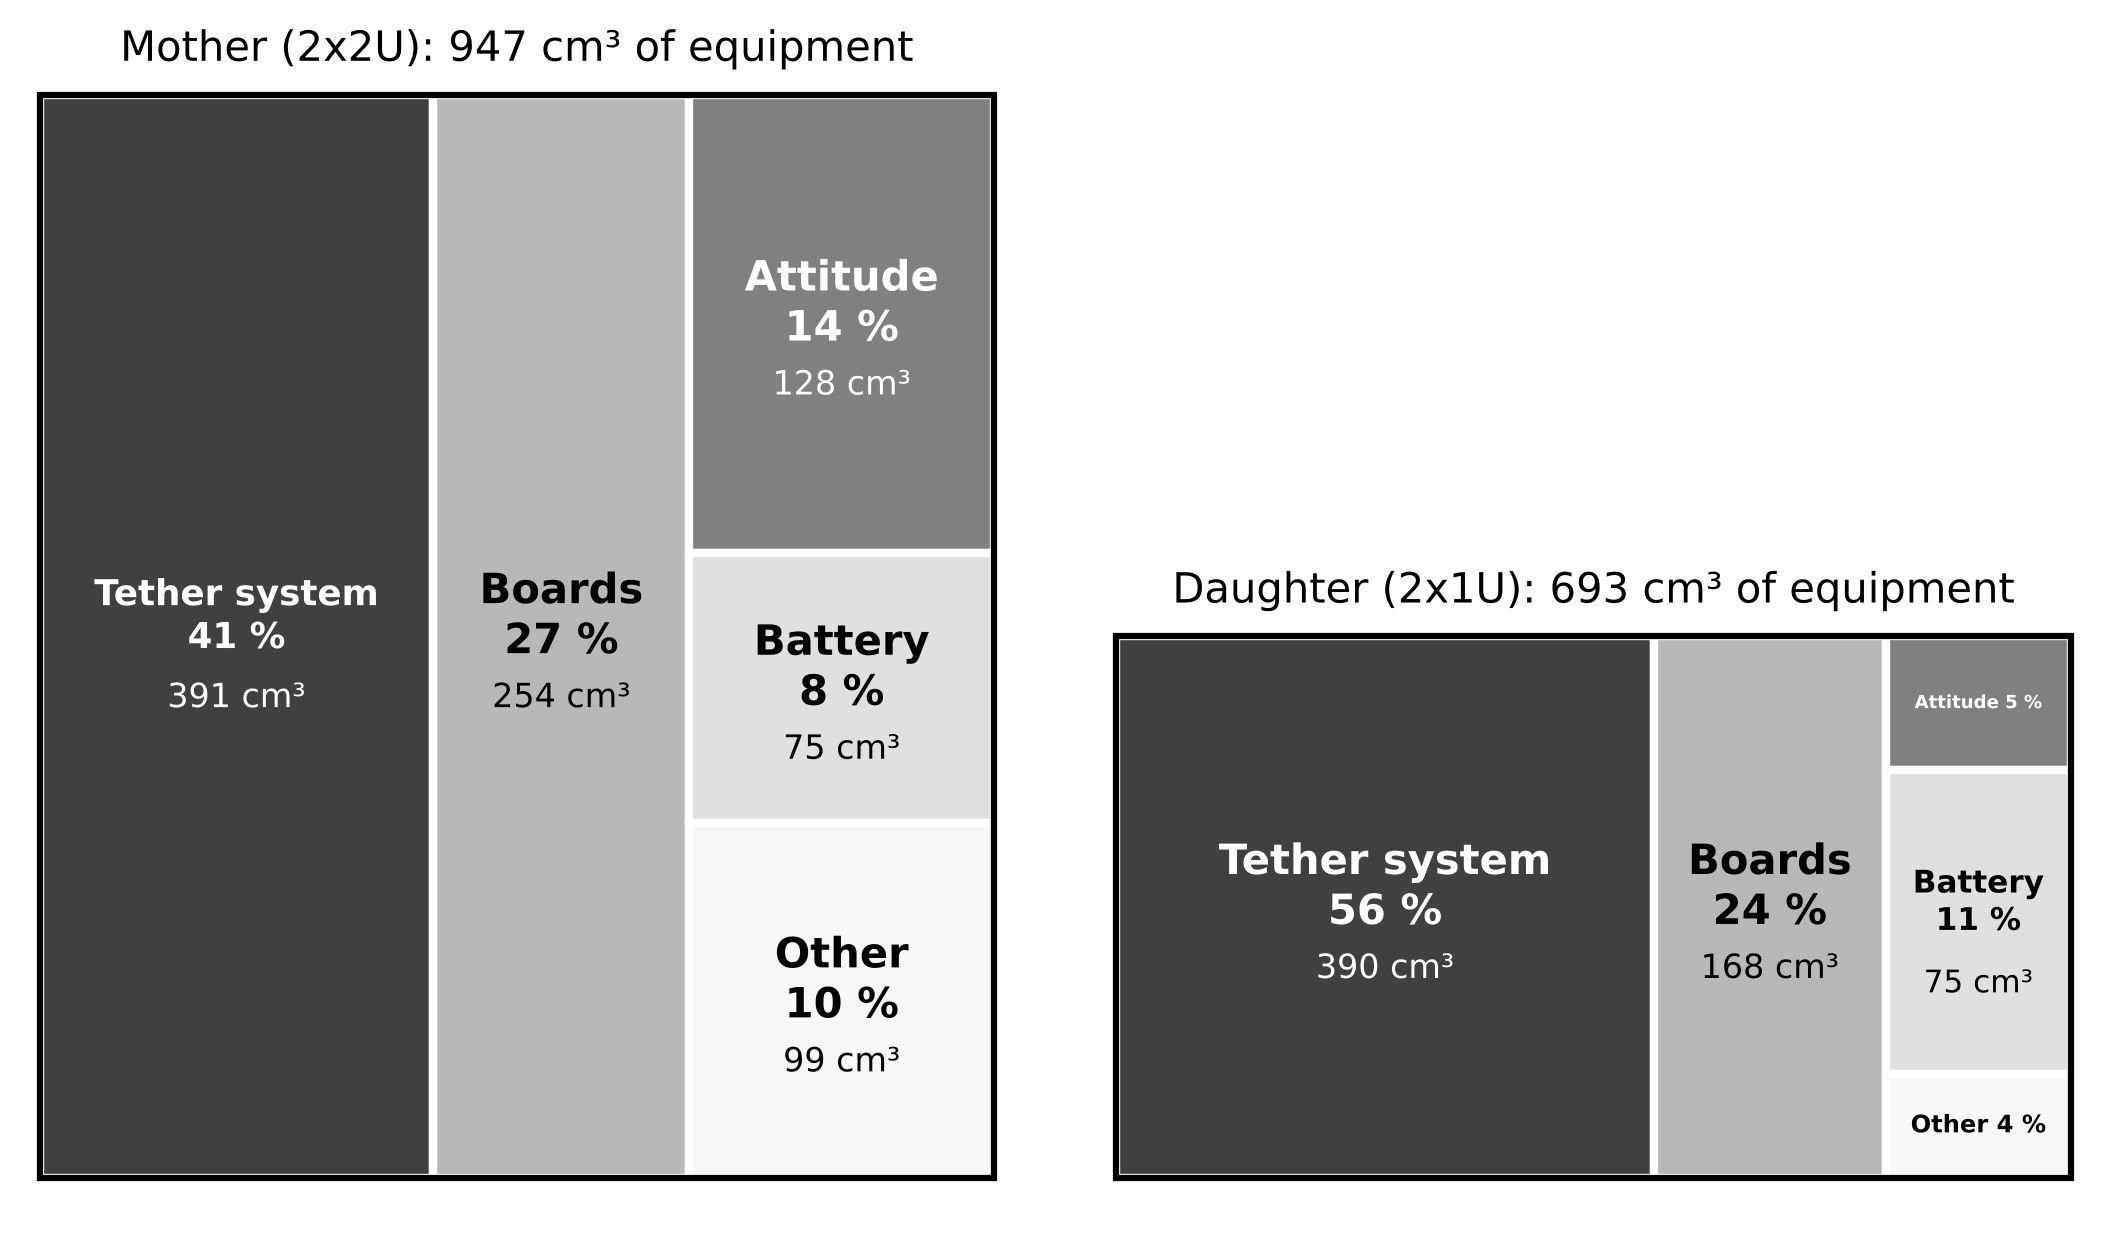 Mother (2x2U): 947 cm³ of equipment
Tether system
41 %
391 cm³
Boards
27 %
254 cm³
Attitude
14 %
128 cm³
Battery
8 %
75 cm³
Other
10 %
99 cm³
Daughter (2x1U): 693 cm³ of equipment
Tether system
56 %
390 cm³
Boards
24 %
168 cm³
Attitude 5 %
Battery
11 %
75 cm³
Other 4 %